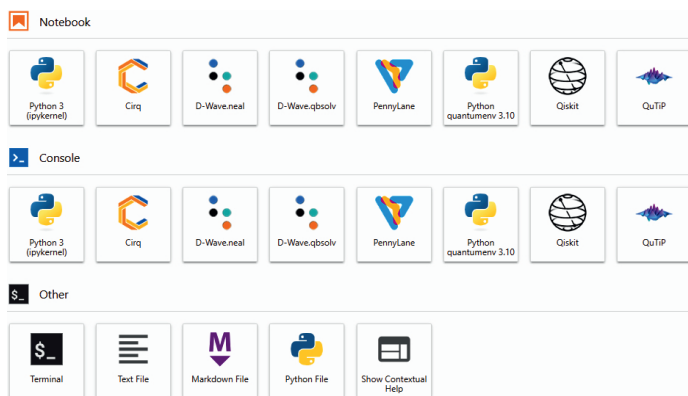 Notebook
Python 3 (ipykernel)
Cirq
D-Wave.neal
D-Wave.qbsolv
PennyLane
Python quantumenv 3.10
Qiskit
QuTiP
>_ Console
Python 3 (ipykernel)
Cirq
D-Wave.neal
D-Wave.qbsolv
PennyLane
Python quantumenv 3.10
Qiskit
QuTiP
$_ Other
$_
Terminal
Text File
M
Markdown File
Python File
Show Contextual Help